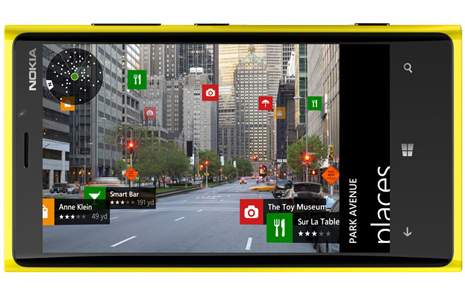 NOKIA
Smart Bar
191 yd
Anne Klein
49 yd
The Toy Museum
Sur La Table
PARK AVENUE
places